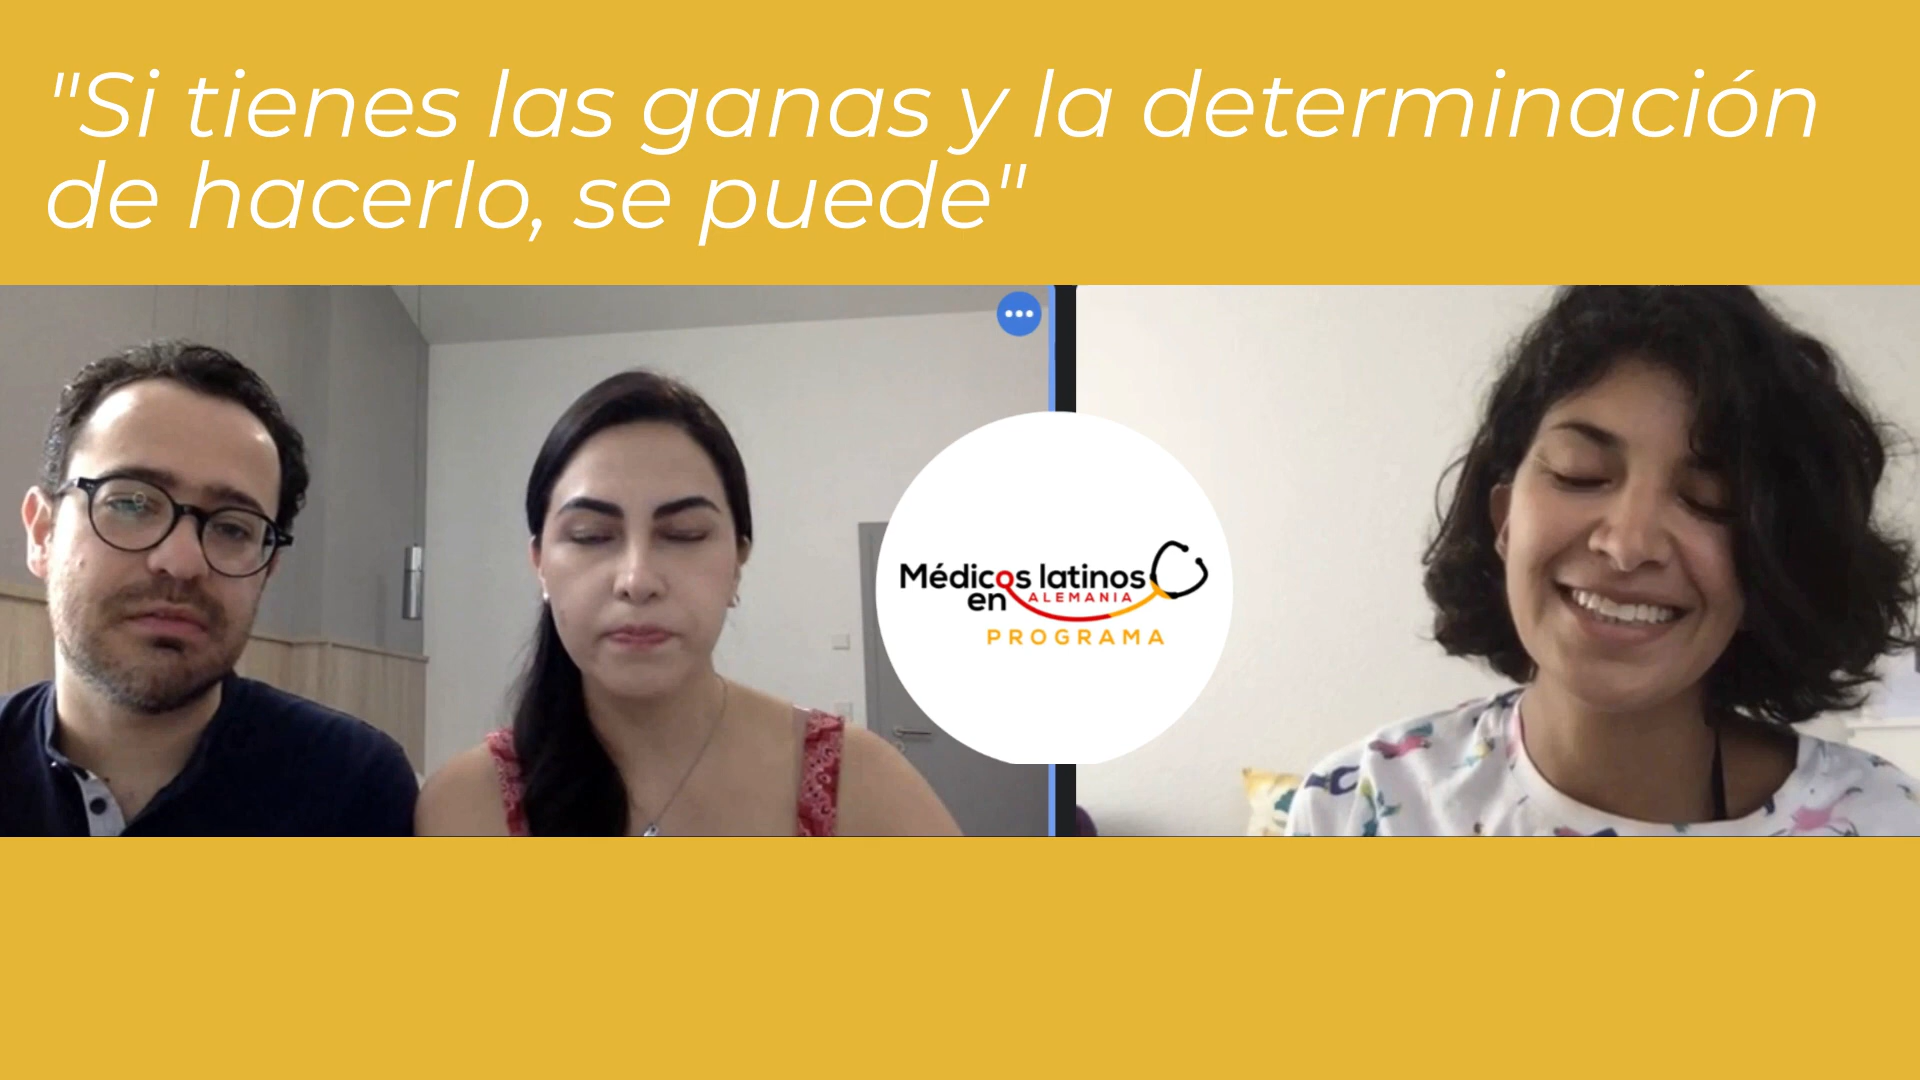 "Si tienes las ganas y la determinación
de hacerlo, se puede"
Médicos latinos
en ALEMANIA
PROGRAMA